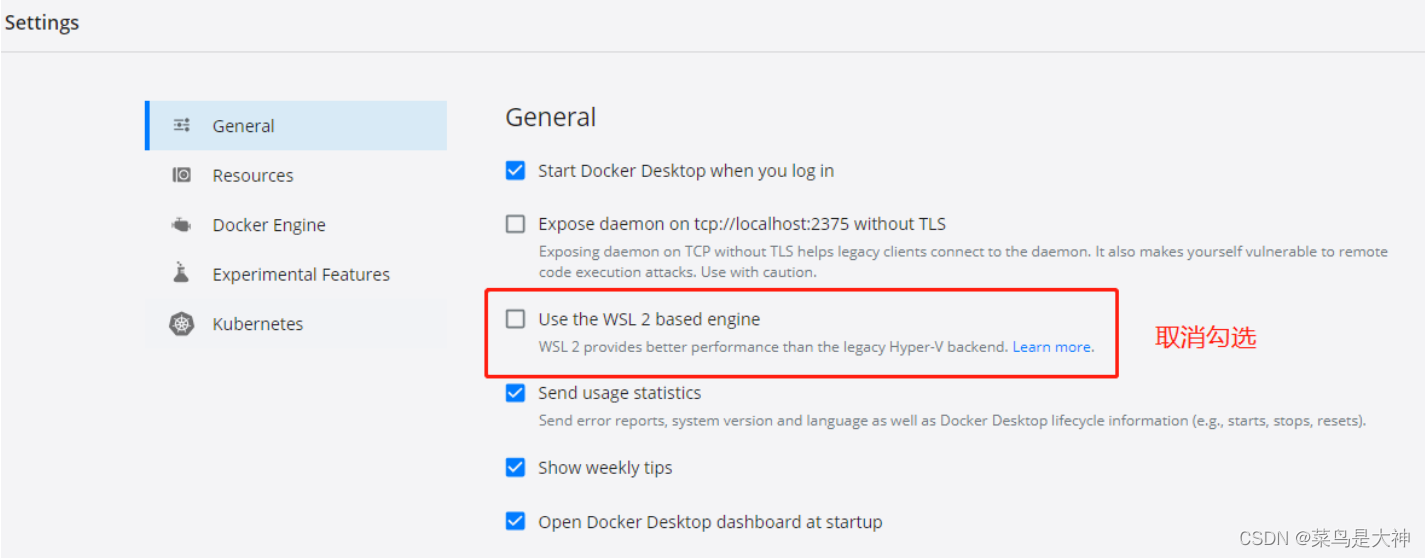 Settings
General
Resources
Docker Engine
Experimental Features
Kubernetes
General
Start Docker Desktop when you log in
Expose daemon on tcp://localhost:2375 without TLS
Exposing daemon on TCP without TLS helps legacy clients connect to the daemon. It also makes yourself vulnerable to remote
code execution attacks. Use with caution.
Use the WSL 2 based engine
WSL 2 provides better performance than the legacy Hyper-V backend. Learn more.
取消勾选
Send usage statistics
Send error reports, system version and language as well as Docker Desktop lifecycle information (e.g., starts, stops, resets).
Show weekly tips
Open Docker Desktop dashboard at startup
CSDN @菜鸟是大神